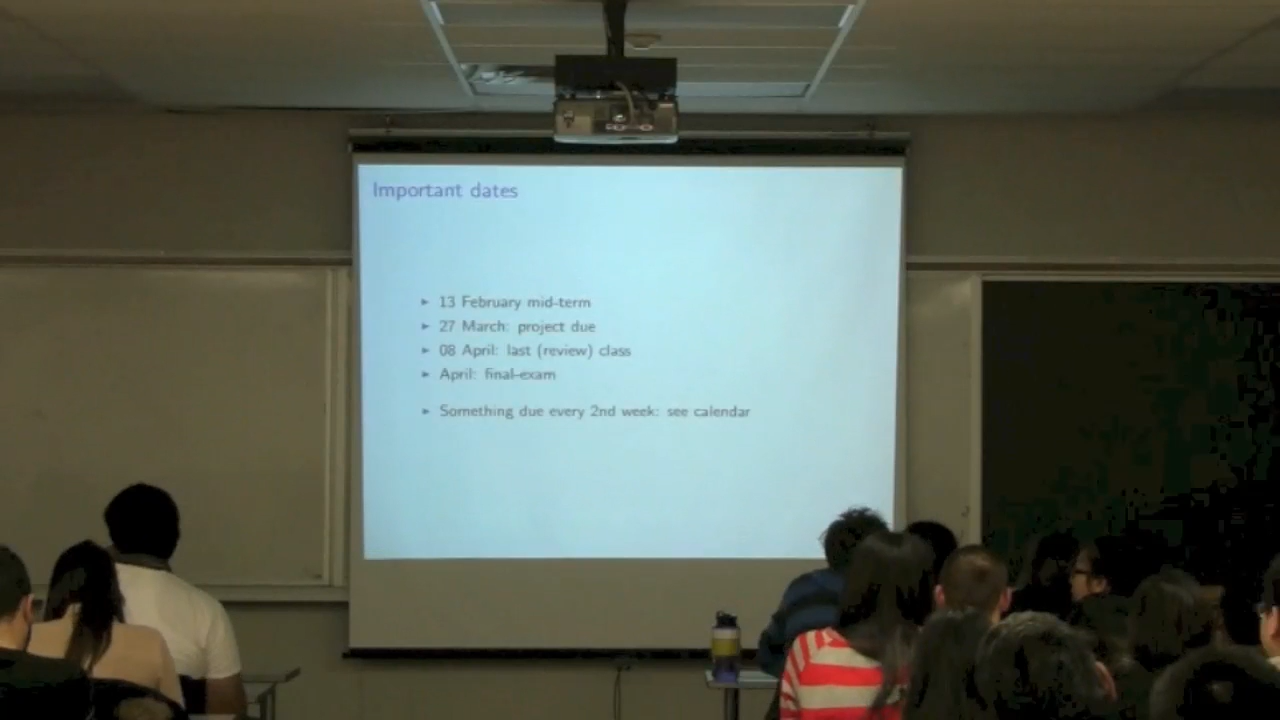 Important dates
▸ 13 February mid-term
▸ 27 March: project due
▸ 08 April: last (review) class
▸ April: final-exam
▸ Something due every 2nd week: see calendar